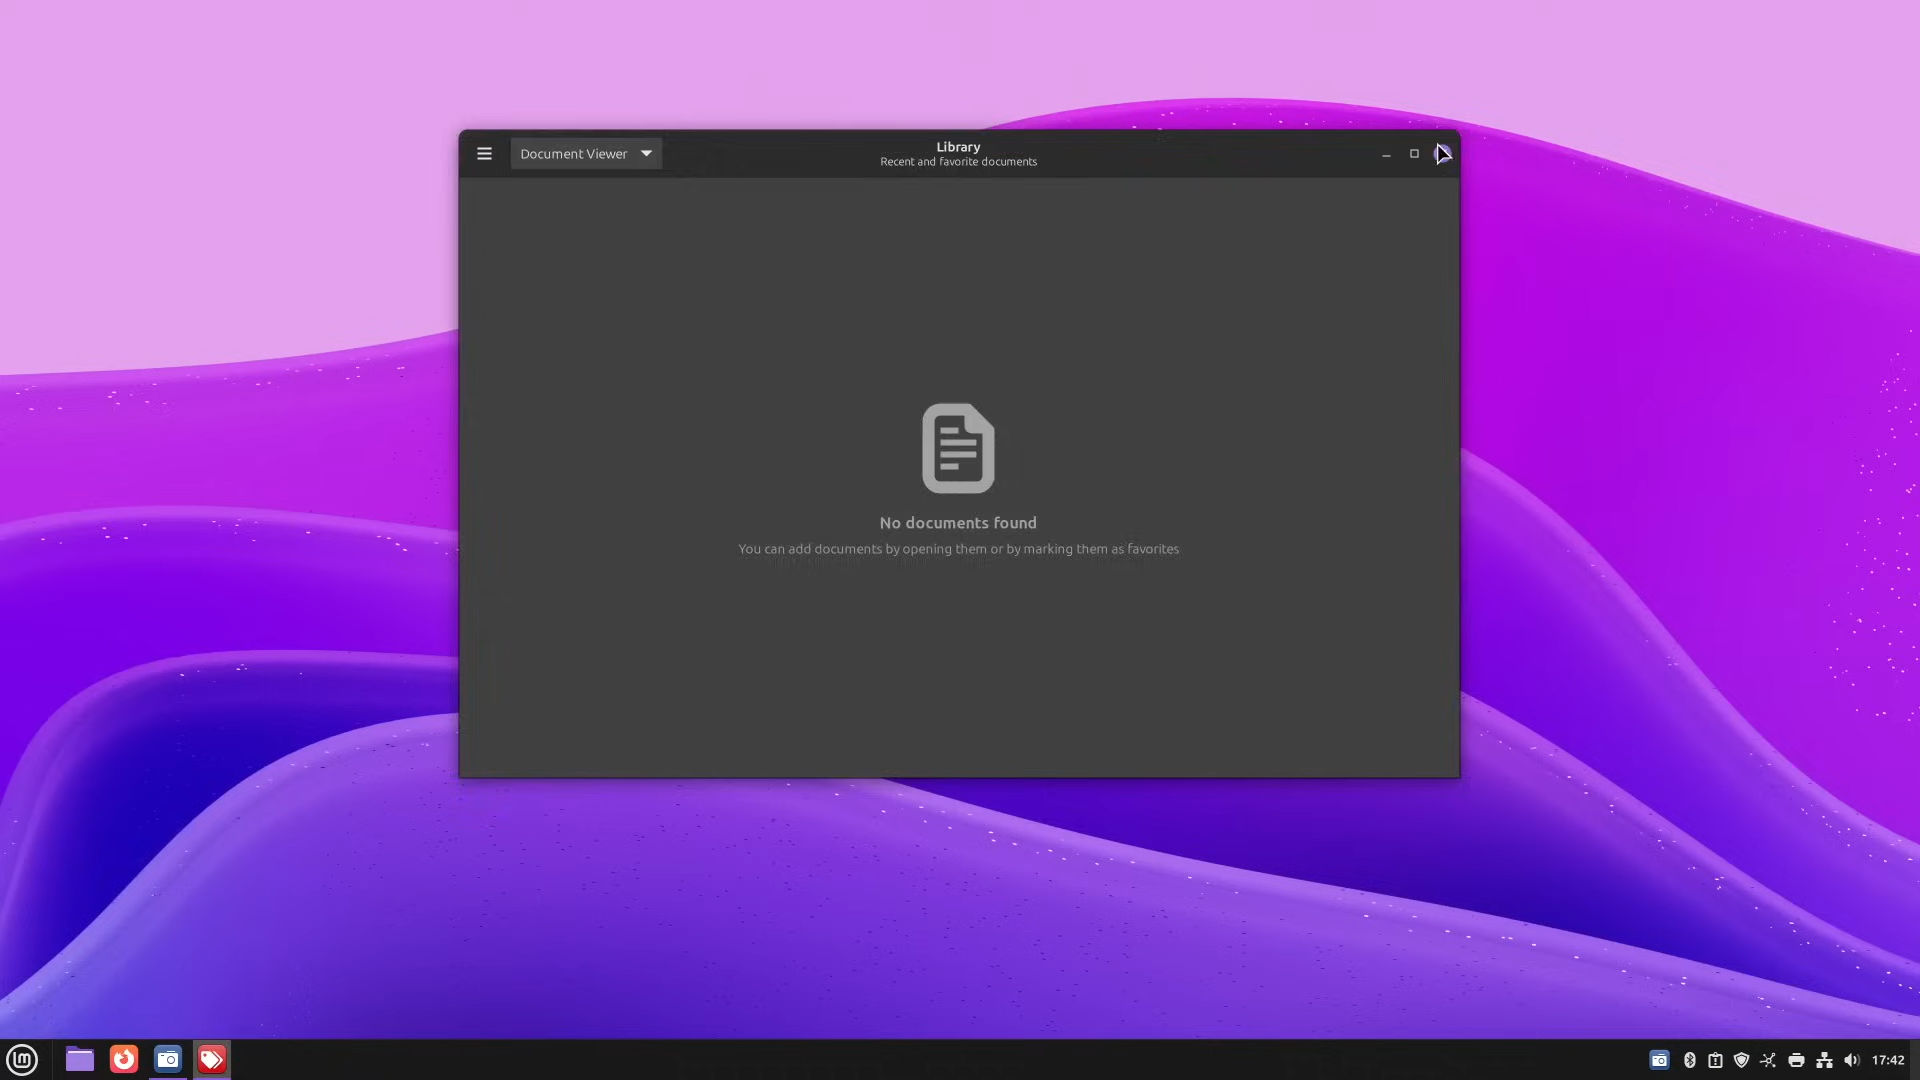 Document Viewer
Library
Recent and favorite documents
No documents found
You can add documents by opening them or by marking them as favorites
17:42